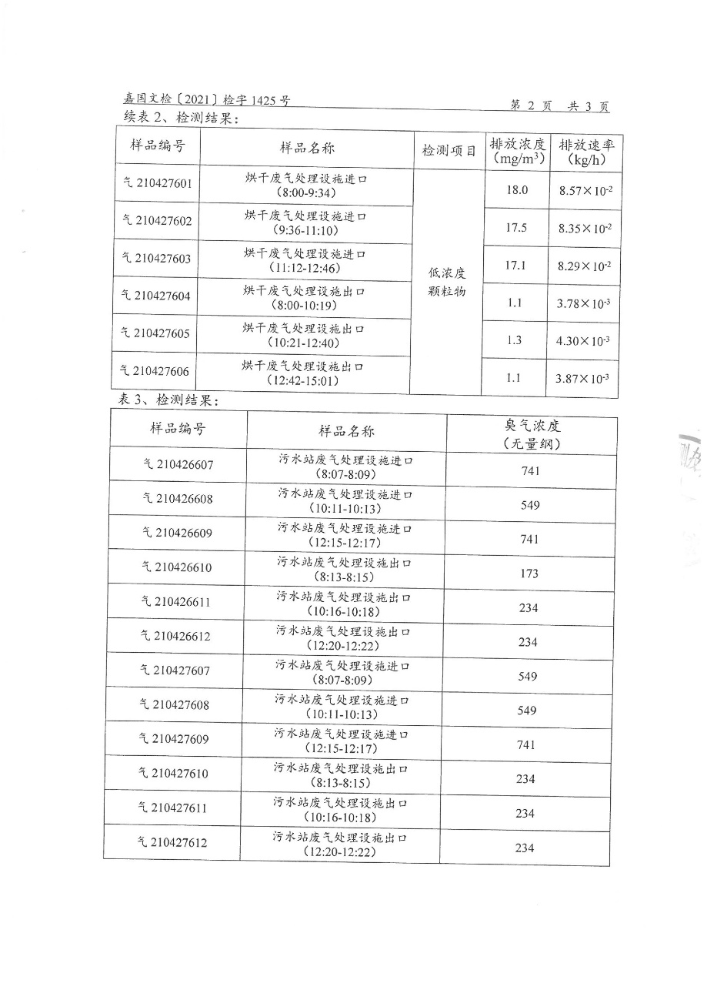 嘉国文检〔2021〕检字 1425 号 第 2 页 共 3 页
续表 2、检测结果：
样品编号 样品名称 检测项目 排放浓度 (mg/m³) 排放速率 (kg/h)
气 210427601 烘干废气处理设施进口 (8:00-9:34) 18.0 8.57×10⁻²
气 210427602 烘干废气处理设施进口 (9:36-11:10) 17.5 8.35×10⁻²
气 210427603 烘干废气处理设施进口 (11:12-12:46) 17.1 8.29×10⁻²
低浓度
颗粒物
气 210427604 烘干废气处理设施出口 (8:00-10:19) 1.1 3.78×10⁻³
气 210427605 烘干废气处理设施出口 (10:21-12:40) 1.3 4.30×10⁻³
气 210427606 烘干废气处理设施出口 (12:42-15:01) 1.1 3.87×10⁻³
表 3、检测结果：
样品编号 样品名称 臭气浓度 (无量纲)
气 210426607 污水站废气处理设施进口 (8:07-8:09) 741
气 210426608 污水站废气处理设施进口 (10:11-10:13) 549
气 210426609 污水站废气处理设施进口 (12:15-12:17) 741
气 210426610 污水站废气处理设施出口 (8:13-8:15) 173
气 210426611 污水站废气处理设施出口 (10:16-10:18) 234
气 210426612 污水站废气处理设施出口 (12:20-12:22) 234
气 210427607 污水站废气处理设施进口 (8:07-8:09) 549
气 210427608 污水站废气处理设施进口 (10:11-10:13) 549
气 210427609 污水站废气处理设施进口 (12:15-12:17) 741
气 210427610 污水站废气处理设施出口 (8:13-8:15) 234
气 210427611 污水站废气处理设施出口 (10:16-10:18) 234
气 210427612 污水站废气处理设施出口 (12:20-12:22) 234